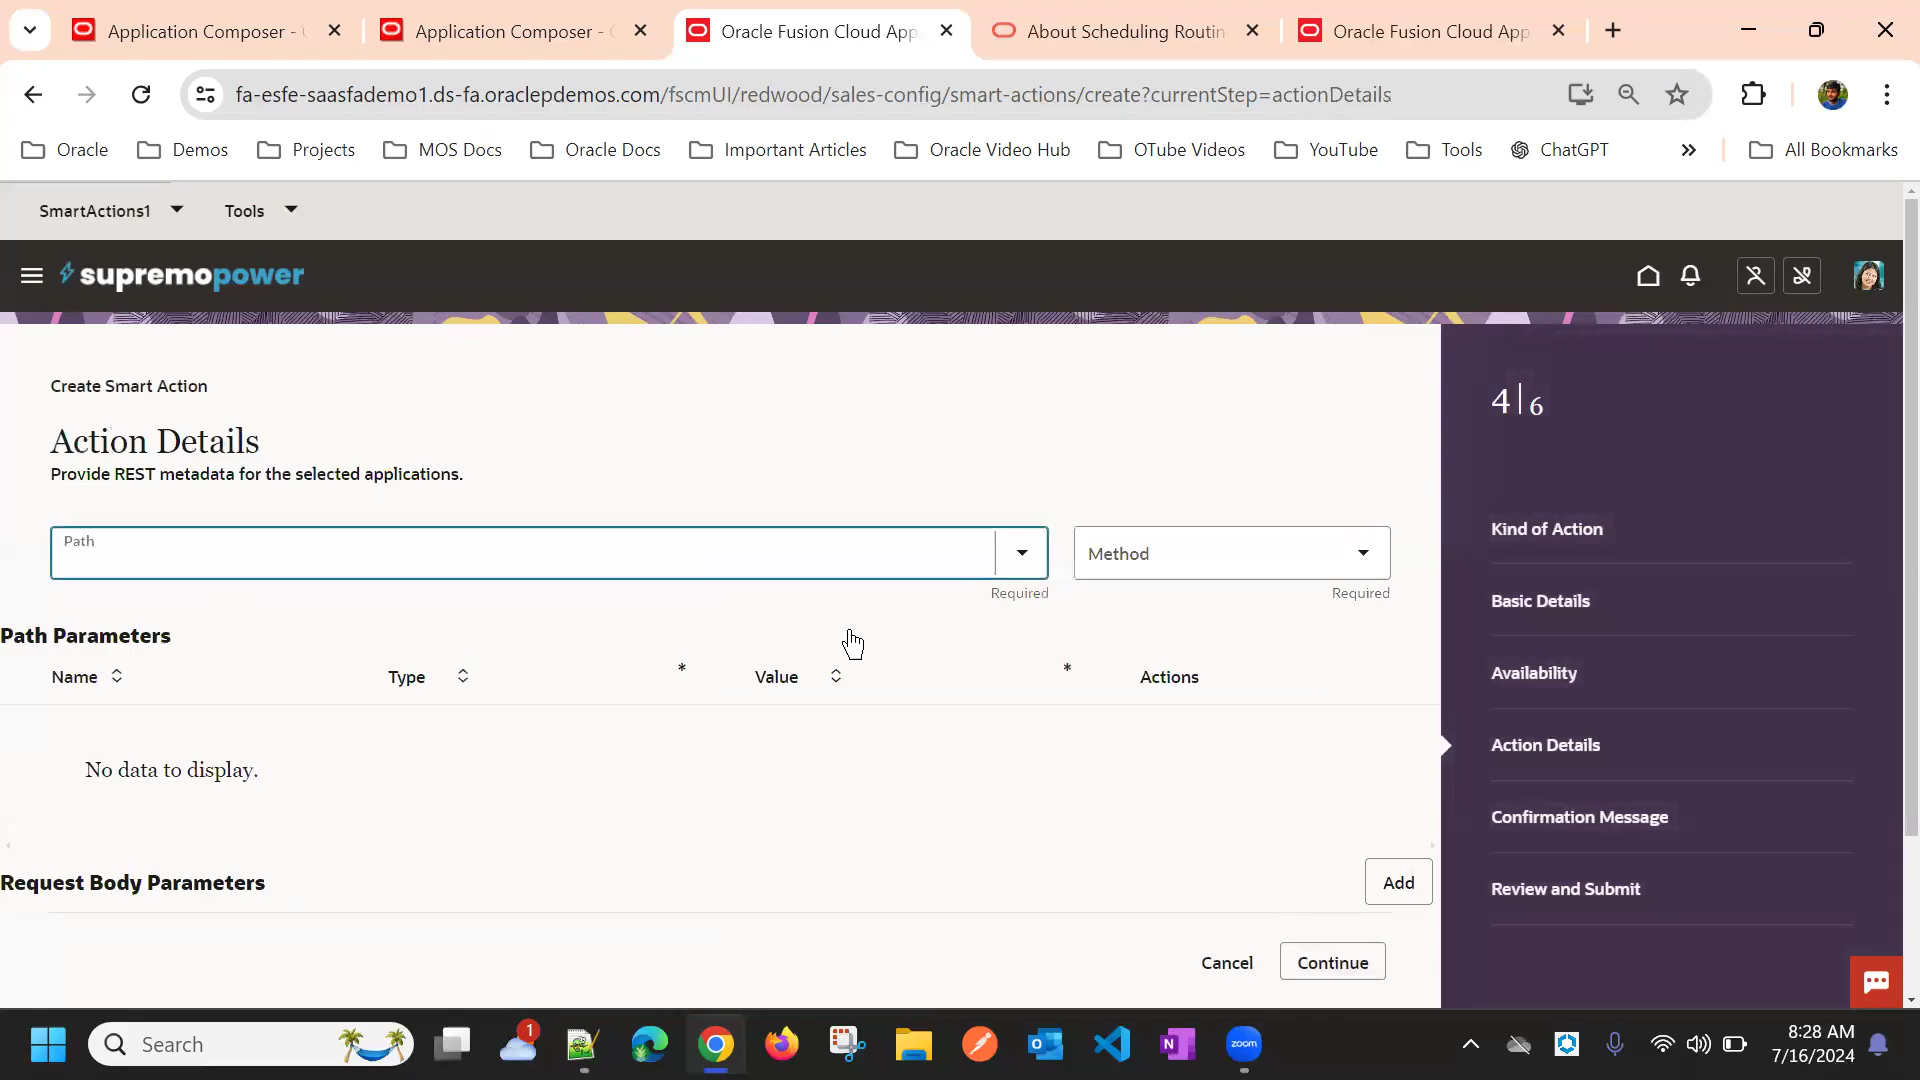 Application Composer -
Application Composer -
Oracle Fusion Cloud App
About Scheduling Routin
Oracle Fusion Cloud App
fa-esfe-saasfademo1.ds-fa.oraclepdemos.com/fscmUI/redwood/sales-config/smart-actions/create?currentStep=actionDetails
Oracle
Demos
Projects
MOS Docs
Oracle Docs
Important Articles
Oracle Video Hub
OTube Videos
YouTube
Tools
ChatGPT
»
All Bookmarks
SmartActions1
Tools
supremopower
Create Smart Action
Action Details
Provide REST metadata for the selected applications.
Path
Method
Required
Required
Path Parameters
Name
Type
*
Value
*
Actions
No data to display.
Request Body Parameters
Add
Cancel
Continue
4|6
Kind of Action
Basic Details
Availability
Action Details
Confirmation Message
Review and Submit
Search
1
zoom
8:28 AM
7/16/2024